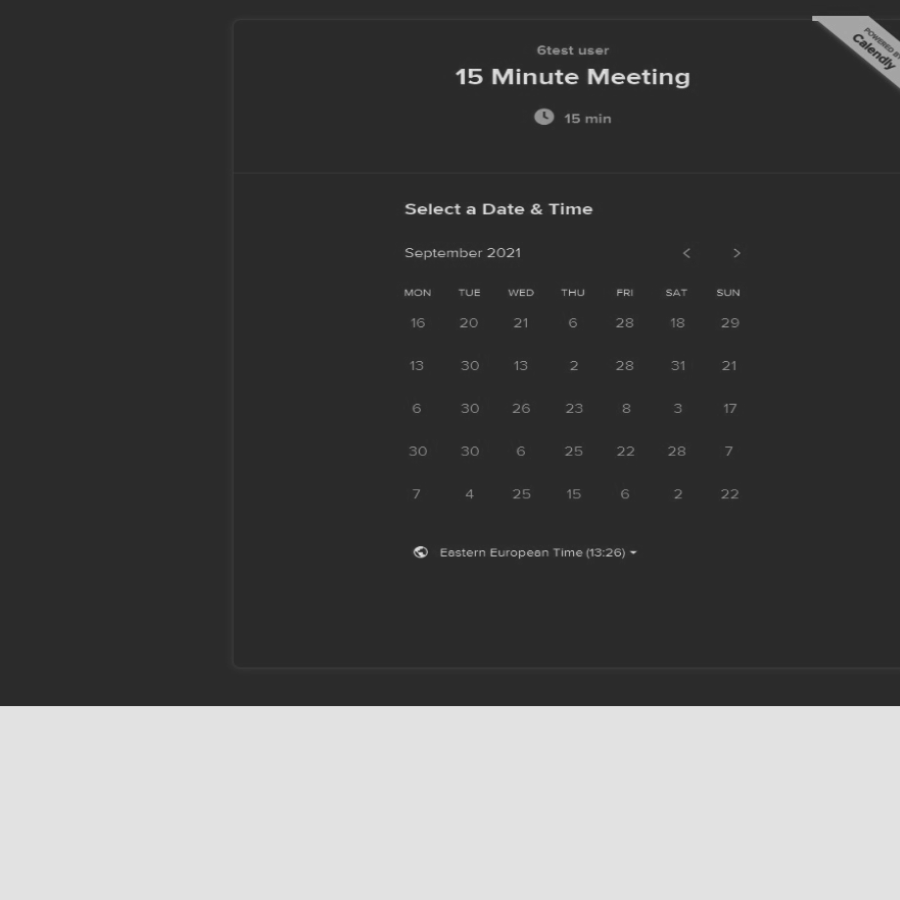 6test user
15 Minute Meeting
15 min
POWERED BY
Calendly
Select a Date & Time
September 2021
MON TUE WED THU FRI SAT SUN
16 20 21 6 28 18 29
13 30 13 2 28 31 21
6 30 26 23 8 3 17
30 30 6 25 22 28 7
7 4 25 15 6 2 22
Eastern European Time (13:26)